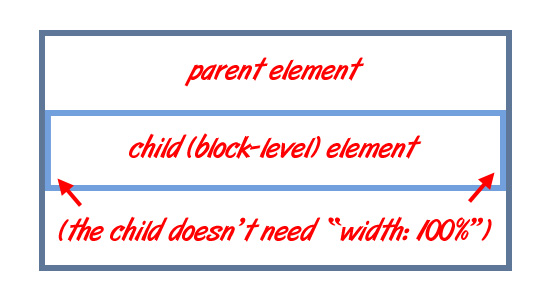 parent element
child (block-level) element
(the child doesn't need “width: 100%”)